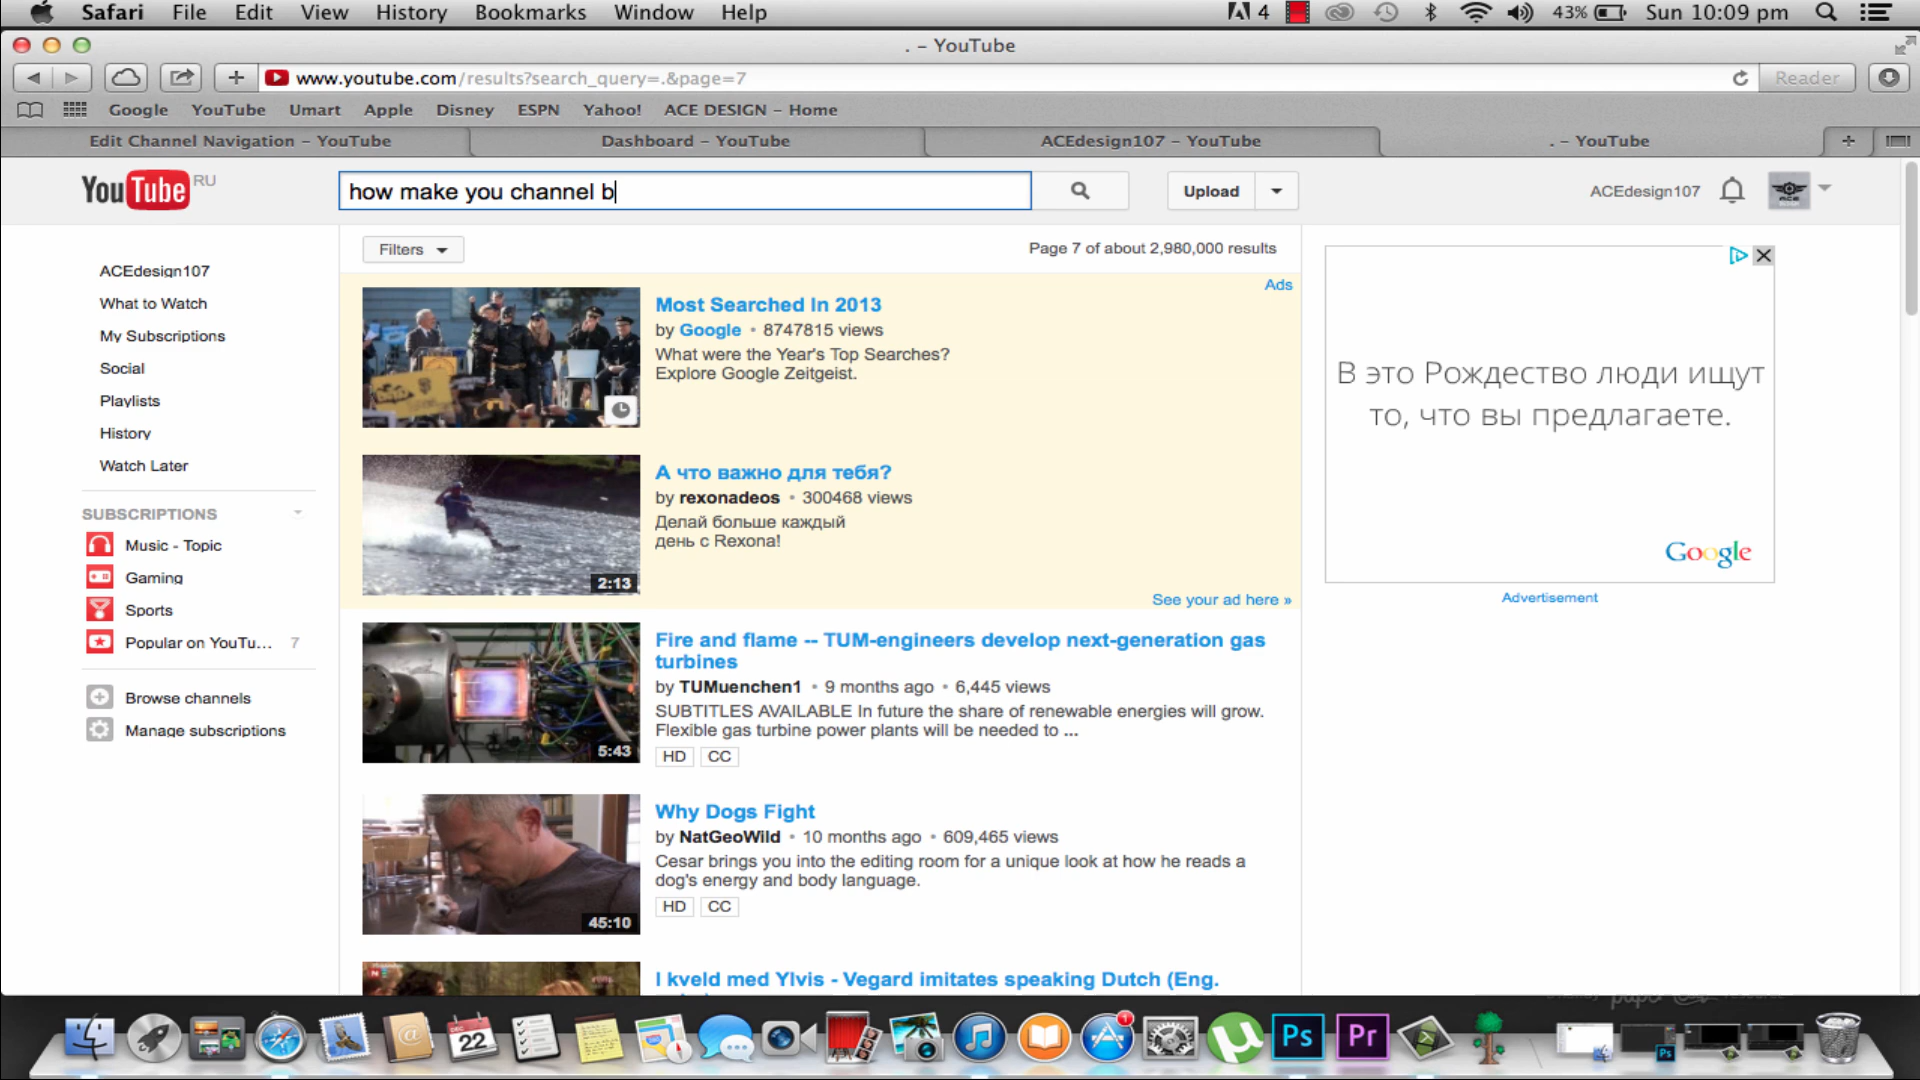 Safari File Edit View History Bookmarks Window Help 4 43% Sun 10:09 pm
. - YouTube
www.youtube.com/results?search_query=.&page=7 Reader
Google YouTube Umart Apple Disney ESPN Yahoo! ACE DESIGN - Home
Edit Channel Navigation - YouTube Dashboard - YouTube ACEdesign107 - YouTube . - YouTube
YouTube RU how make you channel b Upload ACEdesign107
Filters Page 7 of about 2,980,000 results
ACEdesign107
What to Watch
My Subscriptions
Social
Playlists
History
Watch Later
SUBSCRIPTIONS
Music - Topic
Gaming
Sports
Popular on YouTu... 7
Browse channels
Manage subscriptions
Ads
Most Searched In 2013
by Google • 8747815 views
What were the Year's Top Searches?
Explore Google Zeitgeist.
А что важно для тебя?
by rexonadeos • 300468 views
Делай больше каждый
день с Rexona!
2:13
See your ad here »
Fire and flame -- TUM-engineers develop next-generation gas
turbines
by TUMuenchen1 • 9 months ago • 6,445 views
SUBTITLES AVAILABLE In future the share of renewable energies will grow.
Flexible gas turbine power plants will be needed to ...
5:43
HD CC
Why Dogs Fight
by NatGeoWild • 10 months ago • 609,465 views
Cesar brings you into the editing room for a unique look at how he reads a
dog's energy and body language.
HD CC
45:10
I kveld med Ylvis - Vegard imitates speaking Dutch (Eng.
В это Рождество люди ищут
то, что вы предлагаете.
Google
Advertisement
DEC
22
1
Ps Pr
Ps